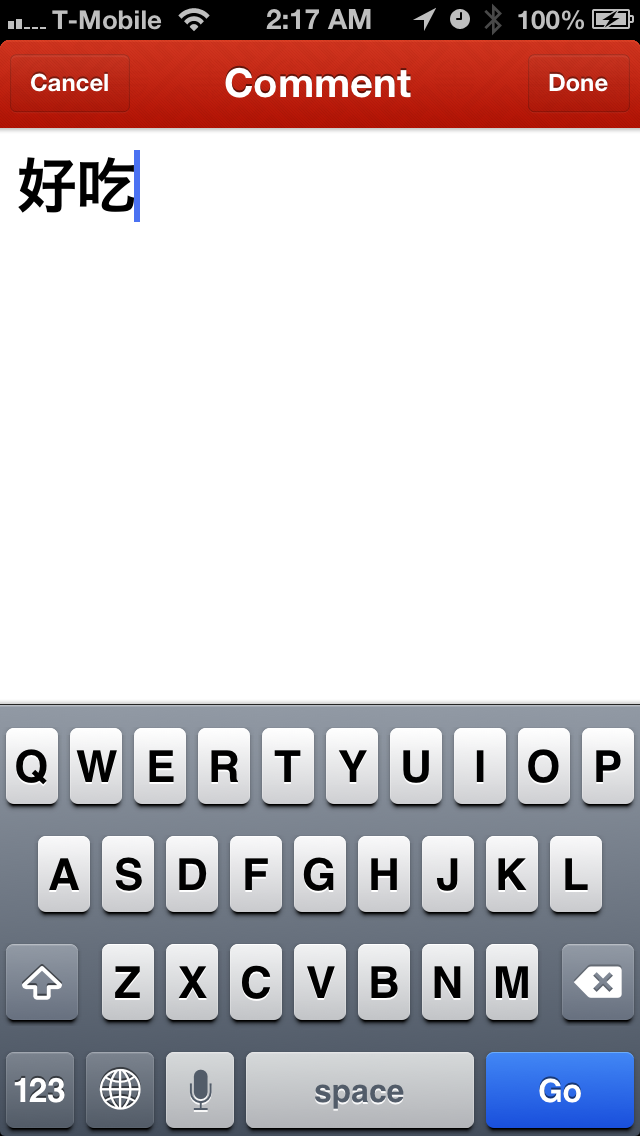 T-Mobile 2:17 AM 100%
Cancel Comment Done
好吃
Q W E R T Y U I O P
A S D F G H J K L
Z X C V B N M
123 space Go